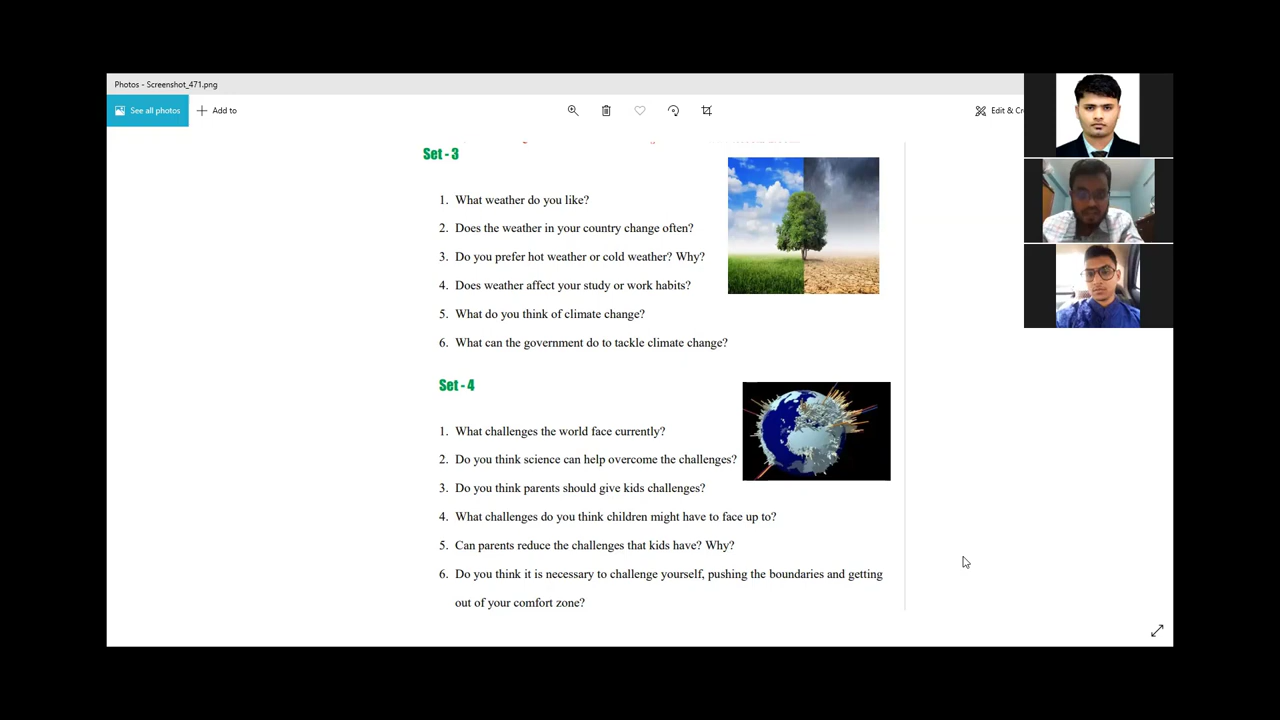 Photos - Screenshot_471.png
See all photos
Add to
Edit & Cr
Set - 3
1. What weather do you like?
2. Does the weather in your country change often?
3. Do you prefer hot weather or cold weather? Why?
4. Does weather affect your study or work habits?
5. What do you think of climate change?
6. What can the government do to tackle climate change?
Set - 4
1. What challenges the world face currently?
2. Do you think science can help overcome the challenges?
3. Do you think parents should give kids challenges?
4. What challenges do you think children might have to face up to?
5. Can parents reduce the challenges that kids have? Why?
6. Do you think it is necessary to challenge yourself, pushing the boundaries and getting
out of your comfort zone?